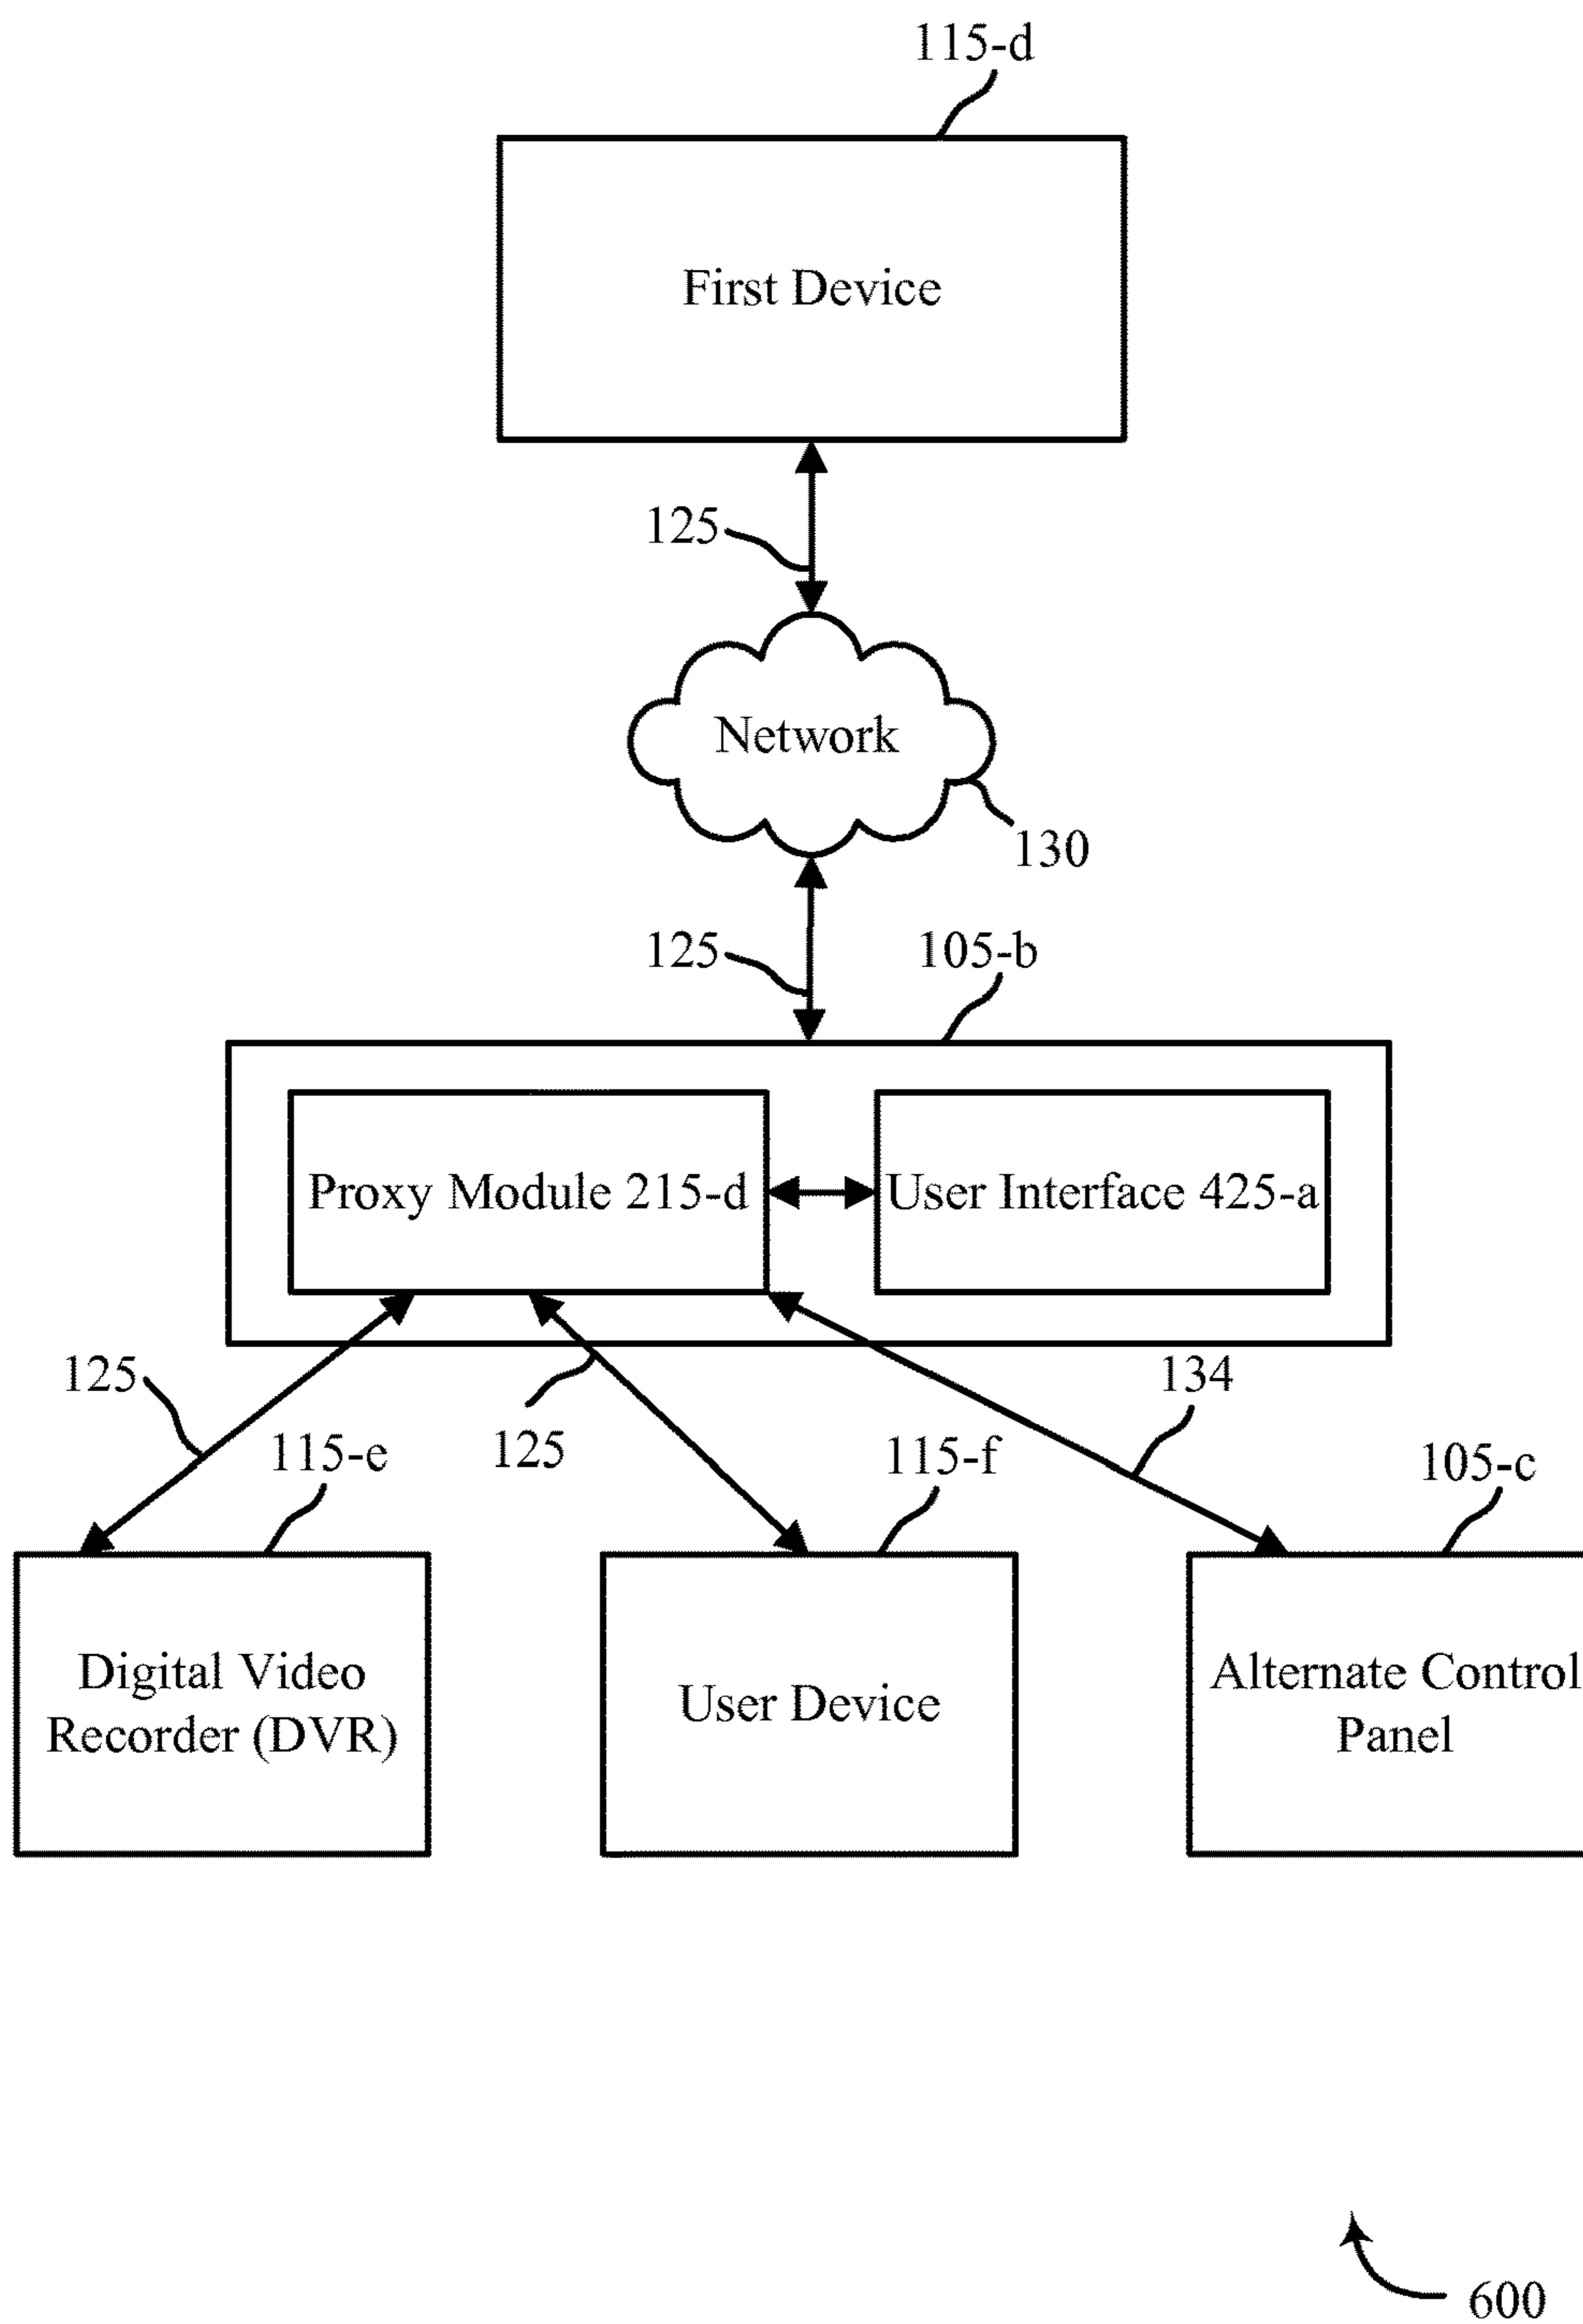 115-d
First Device
125
Network
130
125
105-b
Proxy Module 215-d
User Interface 425-a
125
134
115-e
125
115-f
105-c
Digital Video
Recorder (DVR)
User Device
Alternate Control
Panel
600